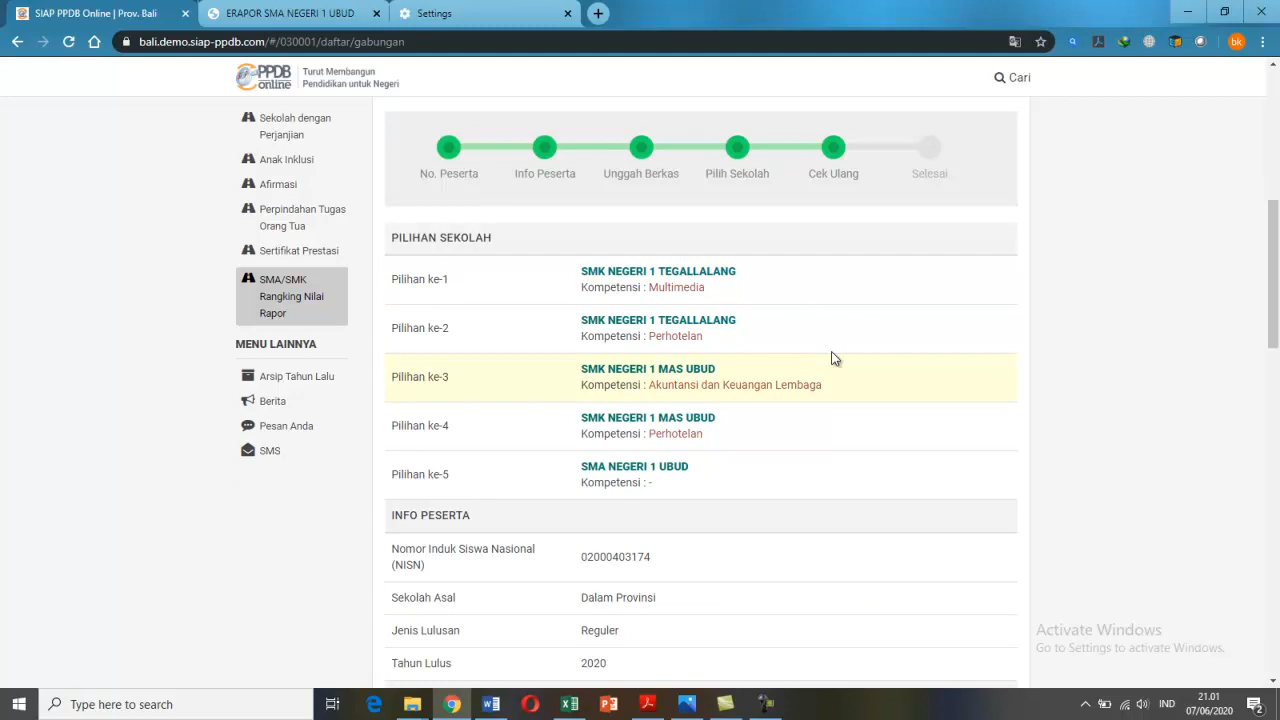 SIAP PPDB Online | Prov. Bali
ERAPOR SMA NEGERI 1 UBUD
Settings
bali.demo.siap-ppdb.com/#/030001/daftar/gabungan
bk
PPDB online
Turut Membangun
Pendidikan untuk Negeri
Cari
Sekolah dengan
Perjanjian
Anak Inklusi
Afirmasi
Perpindahan Tugas
Orang Tua
Sertifikat Prestasi
SMA/SMK
Rangking Nilai
Rapor
MENU LAINNYA
Arsip Tahun Lalu
Berita
Pesan Anda
SMS
No. Peserta
Info Peserta
Unggah Berkas
Pilih Sekolah
Cek Ulang
Selesai
PILIHAN SEKOLAH
Pilihan ke-1
SMK NEGERI 1 TEGALLALANG
Kompetensi : Multimedia
Pilihan ke-2
SMK NEGERI 1 TEGALLALANG
Kompetensi : Perhotelan
Pilihan ke-3
SMK NEGERI 1 MAS UBUD
Kompetensi : Akuntansi dan Keuangan Lembaga
Pilihan ke-4
SMK NEGERI 1 MAS UBUD
Kompetensi : Perhotelan
Pilihan ke-5
SMA NEGERI 1 UBUD
Kompetensi : -
INFO PESERTA
Nomor Induk Siswa Nasional
(NISN)
02000403174
Sekolah Asal
Dalam Provinsi
Jenis Lulusan
Reguler
Tahun Lulus
2020
Activate Windows
Go to Settings to activate Windows.
Type here to search
IND
21.01
07/06/2020
2